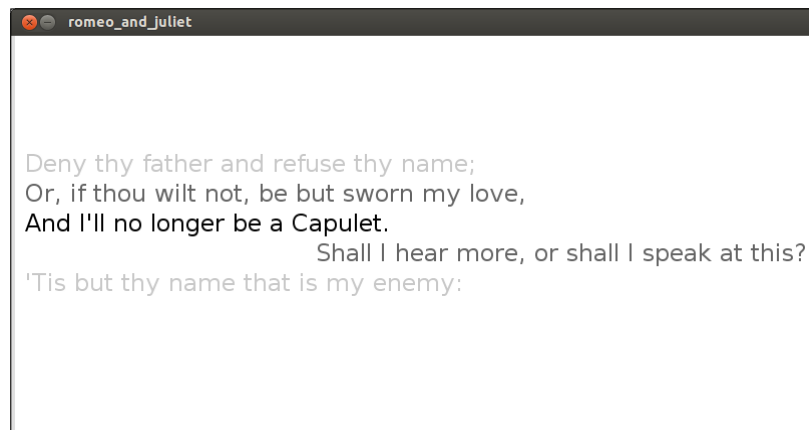 romeo_and_juliet
Deny thy father and refuse thy name;
Or, if thou wilt not, be but sworn my love,
And I'll no longer be a Capulet.
Shall I hear more, or shall I speak at this?
'Tis but thy name that is my enemy: